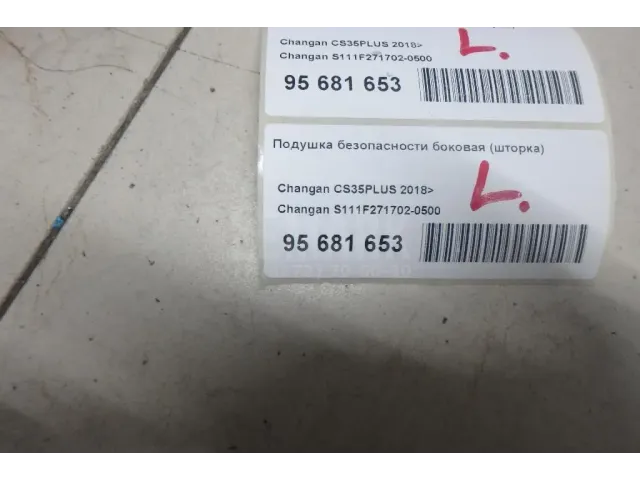 Changan CS35PLUS 2018>
Changan S111F271702-0500
L.
95 681 653
Подушка безопасности боковая (шторка)
Changan CS35PLUS 2018>
Changan S111F271702-0500
L.
95 681 653